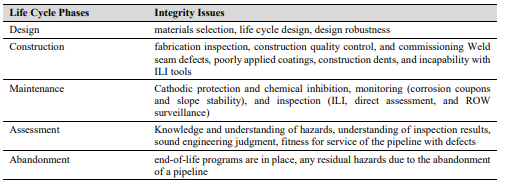 Life Cycle Phases Integrity Issues
Design materials selection, life cycle design, design robustness
Construction fabrication inspection, construction quality control, and commissioning Weld
seam defects, poorly applied coatings, construction dents, and incapability with
ILI tools
Maintenance Cathodic protection and chemical inhibition, monitoring (corrosion coupons
and slope stability), and inspection (ILI, direct assessment, and ROW
surveillance)
Assessment Knowledge and understanding of hazards, understanding of inspection results,
sound engineering judgment, fitness for service of the pipeline with defects
Abandonment end-of-life programs are in place, any residual hazards due to the abandonment
of a pipeline